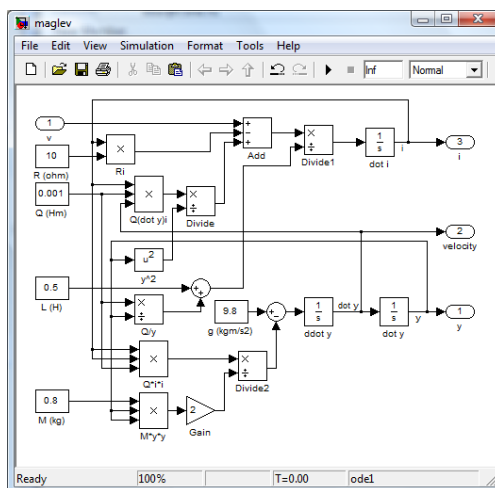 maglev
File Edit View Simulation Format Tools Help
Inf Normal
1
v
10
R (ohm)
0.001
Q (Hm)
×
Ri
+
−
+
Add
×
÷
Divide1
1
s
i
dot i
3
i
×
Q(dot y)i
×
÷
Divide
u²
y^2
2
velocity
0.5
L (H)
+
+
×
÷
Q/y
9.8
g (kgm/s2)
+
−
1
s
dot y
ddot y
1
s
y
dot y
1
y
×
Q*i*i
×
÷
Divide2
0.8
M (kg)
×
M*y*y
2
Gain
Ready 100% T=0.00 ode1